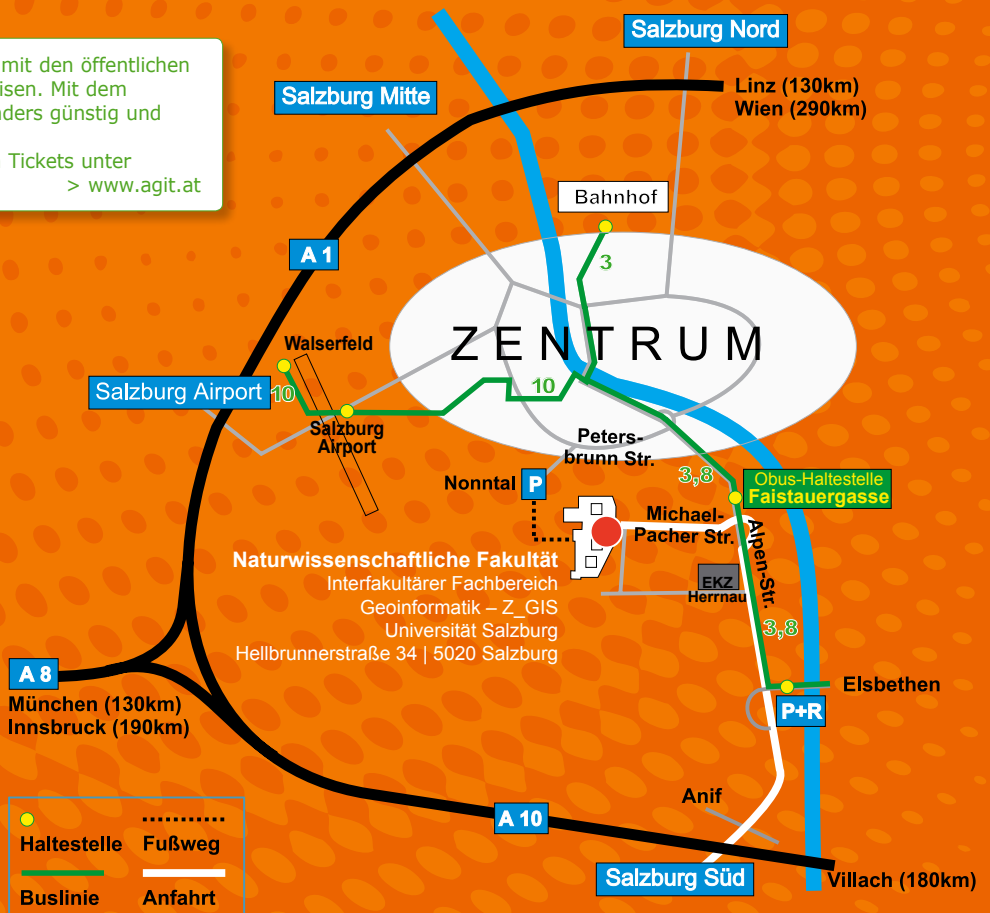 mit den öffentlichen
isen. Mit dem
nders günstig und
Tickets unter
> www.agit.at
Salzburg Nord
Salzburg Mitte
Linz (130km)
Wien (290km)
Bahnhof
A 1
3
ZENTRUM
Walserfeld
Salzburg Airport
10
10
Salzburg
Airport
Peters-
brunn Str.
Nonntal
P
3,8
Obus-Haltestelle
Faistauergasse
Michael-
Pacher Str.
Alpen-Str.
EKZ
Herrnau
Naturwissenschaftliche Fakultät
Interfakultärer Fachbereich
Geoinformatik – Z_GIS
Universität Salzburg
Hellbrunnerstraße 34 | 5020 Salzburg
3,8
A 8
München (130km)
Innsbruck (190km)
Elsbethen
P+R
Anif
A 10
Salzburg Süd
Villach (180km)
Haltestelle
Fußweg
Buslinie
Anfahrt